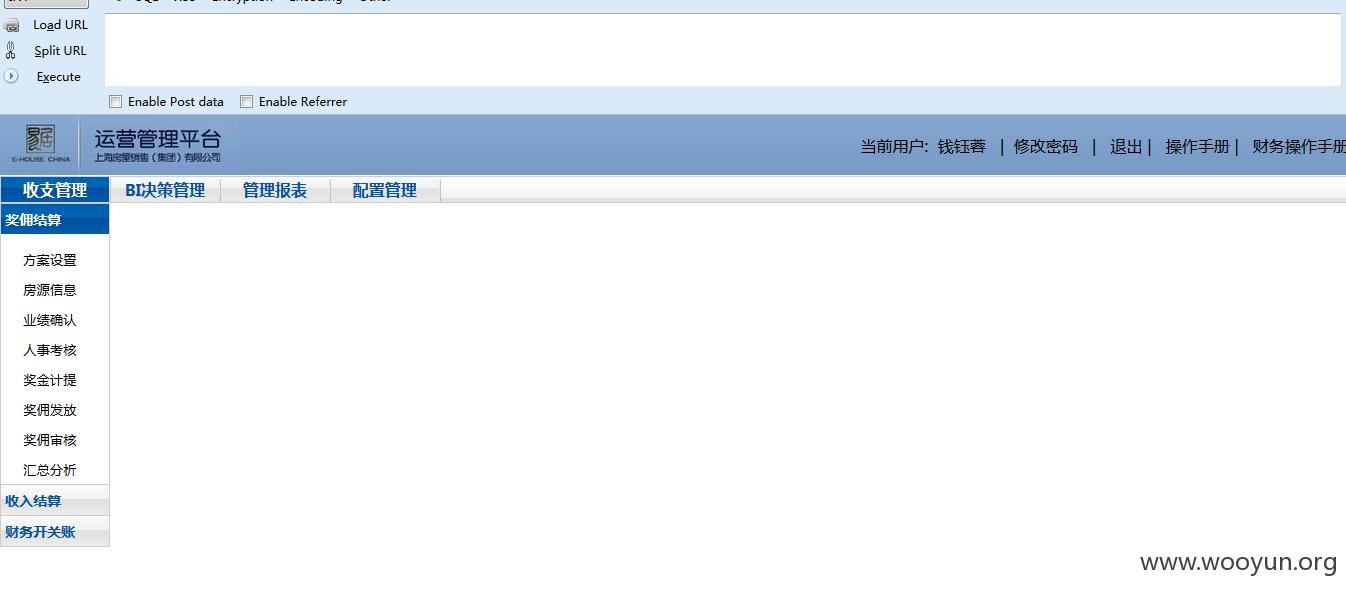 Load URL
Split URL
Execute
Enable Post data Enable Referrer
易居
E-HOUSE CHINA
运营管理平台
上海房屋销售（集团）有限公司
当前用户: 钱钰蓉 | 修改密码 | 退出 | 操作手册 | 财务操作手册
收支管理 BI决策管理 管理报表 配置管理
奖佣结算
方案设置
房源信息
业绩确认
人事考核
奖金计提
奖佣发放
奖佣审核
汇总分析
收入结算
财务开关账
www.wooyun.org